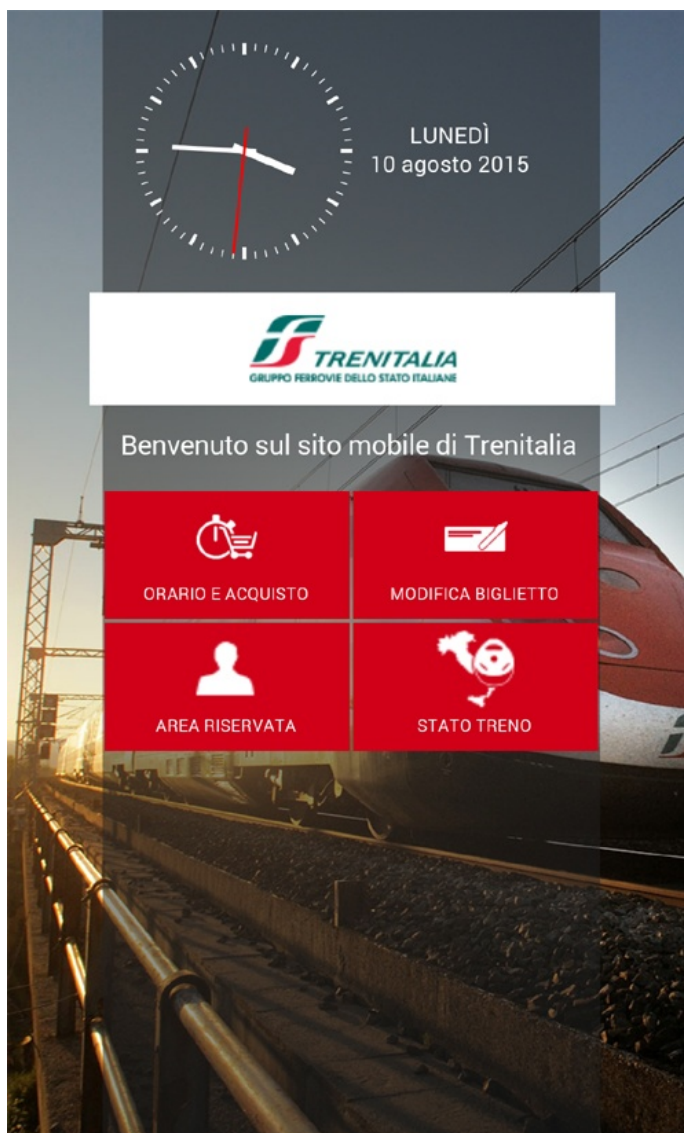 LUNEDÌ
10 agosto 2015
TRENITALIA
GRUPPO FERROVIE DELLO STATO ITALIANE
Benvenuto sul sito mobile di Trenitalia
ORARIO E ACQUISTO
MODIFICA BIGLIETTO
AREA RISERVATA
STATO TRENO